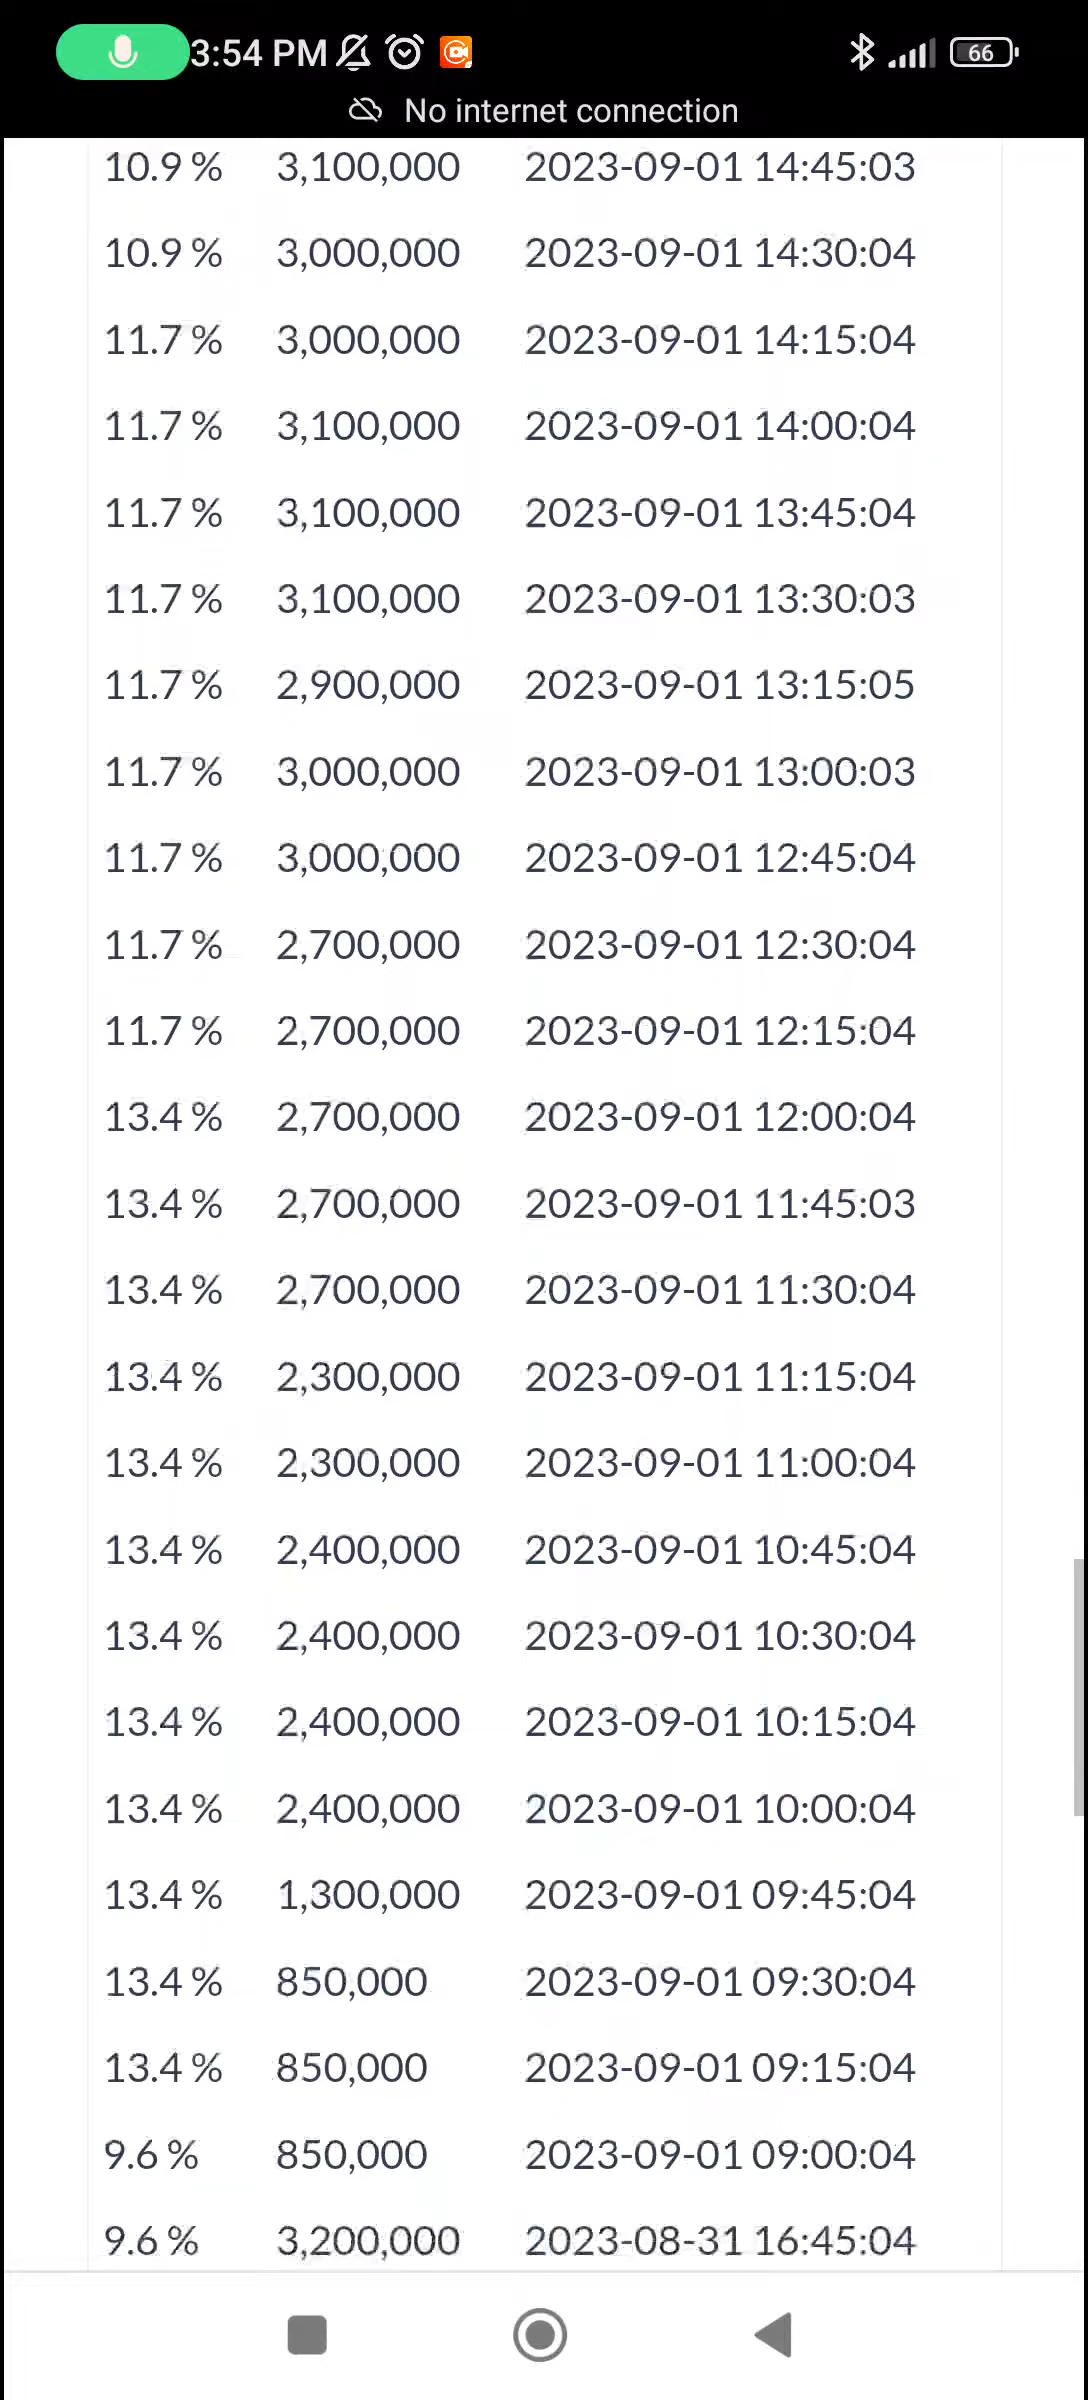 3:54 PM 66
No internet connection
10.9 % 3,100,000 2023-09-01 14:45:03
10.9 % 3,000,000 2023-09-01 14:30:04
11.7 % 3,000,000 2023-09-01 14:15:04
11.7 % 3,100,000 2023-09-01 14:00:04
11.7 % 3,100,000 2023-09-01 13:45:04
11.7 % 3,100,000 2023-09-01 13:30:03
11.7 % 2,900,000 2023-09-01 13:15:05
11.7 % 3,000,000 2023-09-01 13:00:03
11.7 % 3,000,000 2023-09-01 12:45:04
11.7 % 2,700,000 2023-09-01 12:30:04
11.7 % 2,700,000 2023-09-01 12:15:04
13.4 % 2,700,000 2023-09-01 12:00:04
13.4 % 2,700,000 2023-09-01 11:45:03
13.4 % 2,700,000 2023-09-01 11:30:04
13.4 % 2,300,000 2023-09-01 11:15:04
13.4 % 2,300,000 2023-09-01 11:00:04
13.4 % 2,400,000 2023-09-01 10:45:04
13.4 % 2,400,000 2023-09-01 10:30:04
13.4 % 2,400,000 2023-09-01 10:15:04
13.4 % 2,400,000 2023-09-01 10:00:04
13.4 % 1,300,000 2023-09-01 09:45:04
13.4 % 850,000 2023-09-01 09:30:04
13.4 % 850,000 2023-09-01 09:15:04
9.6 % 850,000 2023-09-01 09:00:04
9.6 % 3,200,000 2023-08-31 16:45:04